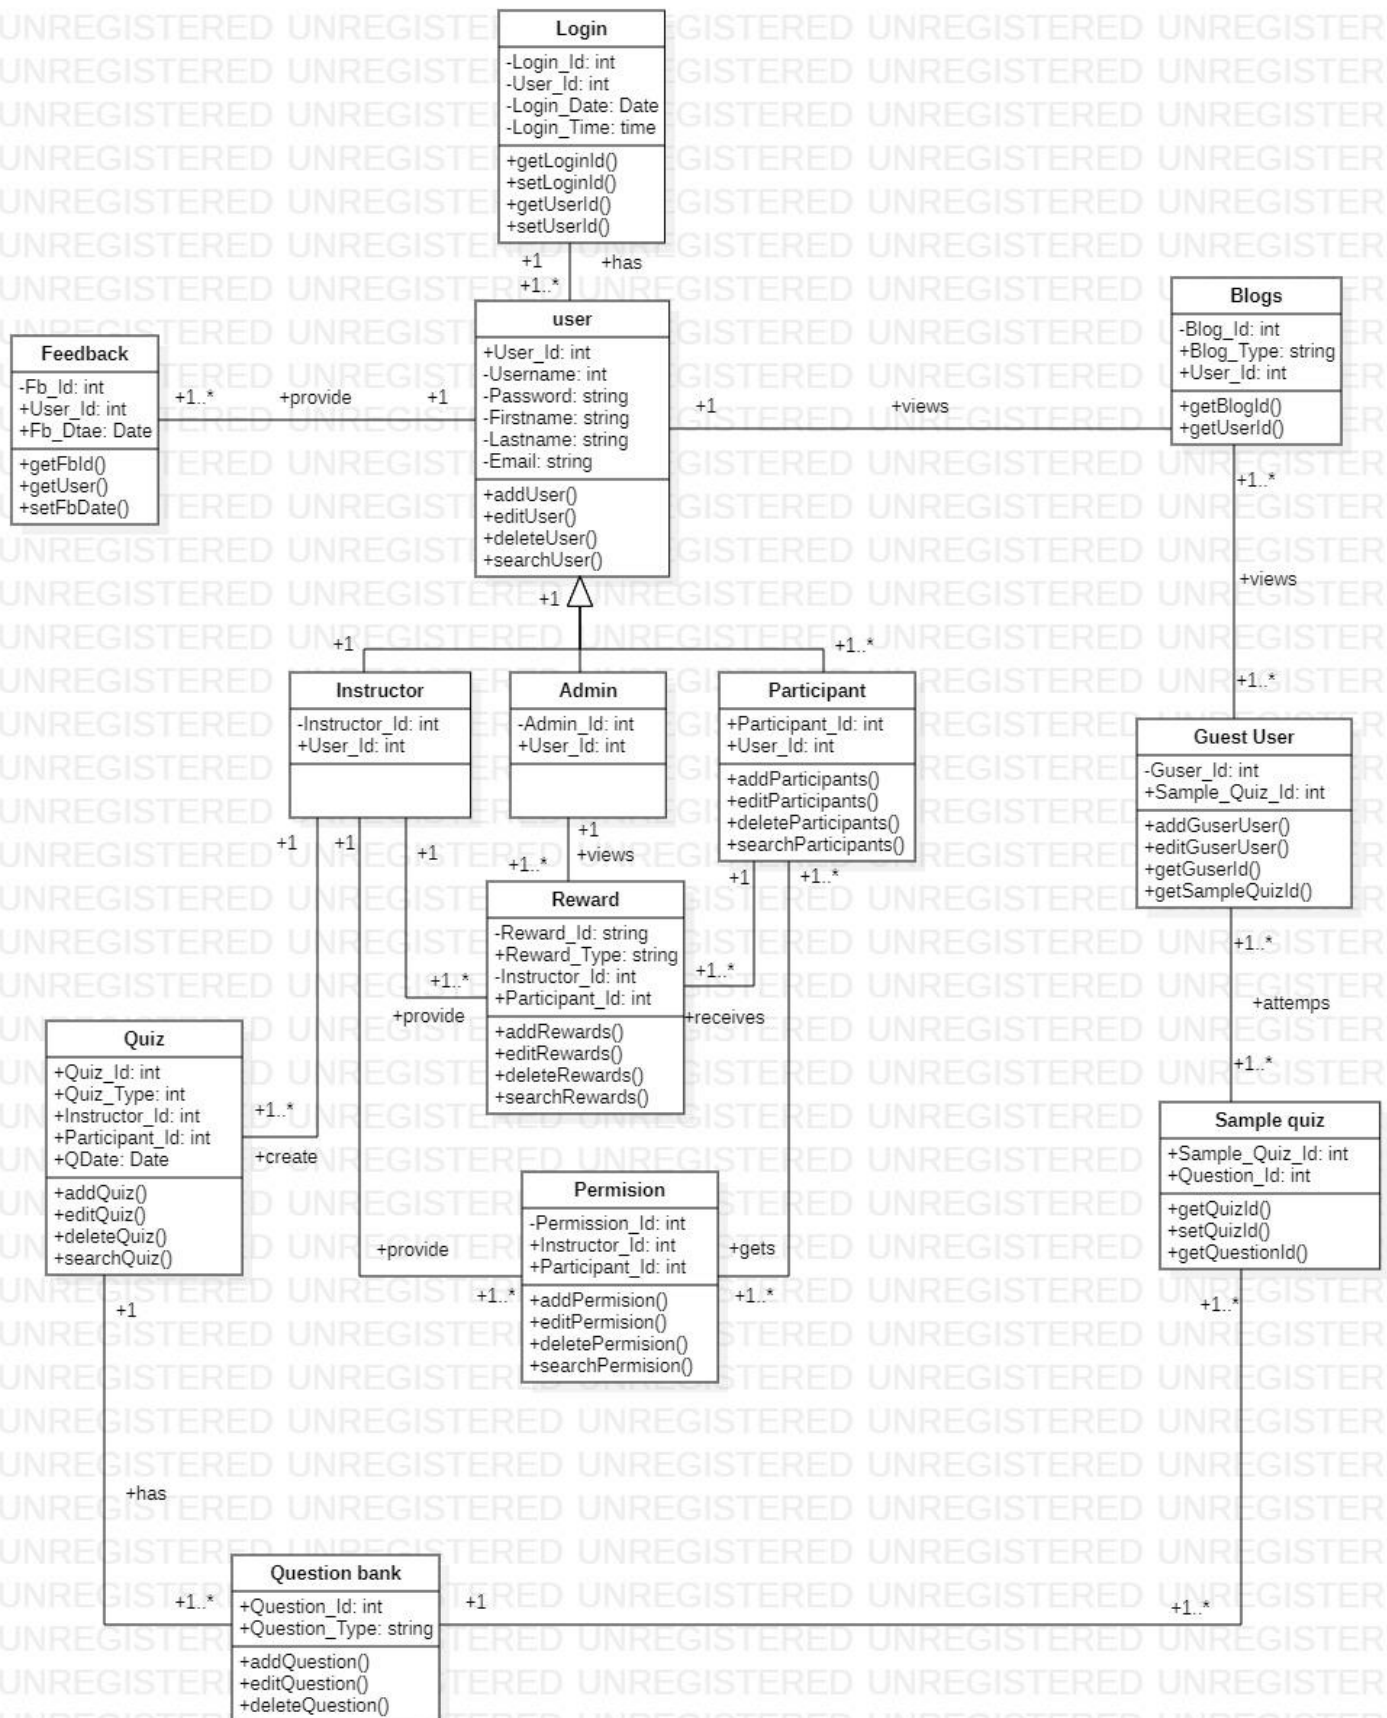 Login
-Login_Id: int
-User_Id: int
-Login_Date: Date
-Login_Time: time
+getLoginId()
+setLoginId()
+getUserId()
+setUserId()
+1
+has
+1..*
user
+User_Id: int
-Username: int
-Password: string
-Firstname: string
-Lastname: string
-Email: string
+addUser()
+editUser()
+deleteUser()
+searchUser()
Feedback
-Fb_Id: int
+User_Id: int
+Fb_Dtae: Date
+getFbId()
+getUser()
+setFbDate()
+1..*
+provide
+1
+1
+views
Blogs
-Blog_Id: int
+Blog_Type: string
+User_Id: int
+getBlogId()
+getUserId()
+1..*
+views
+1..*
+1
+1
+1..*
Instructor
-Instructor_Id: int
+User_Id: int
Admin
-Admin_Id: int
+User_Id: int
Participant
+Participant_Id: int
+User_Id: int
+addParticipants()
+editParticipants()
+deleteParticipants()
+searchParticipants()
Guest User
-Guser_Id: int
+Sample_Quiz_Id: int
+addGuserUser()
+editGuserUser()
+getGuserId()
+getSampleQuizId()
+1
+1
+1
+1
+views
+1..*
+1
+1..*
Reward
-Reward_Id: string
+Reward_Type: string
-Instructor_Id: int
+Participant_Id: int
+addRewards()
+editRewards()
+deleteRewards()
+searchRewards()
+1..*
+provide
+1..*
+receives
+1..*
+attemps
+1..*
Quiz
+Quiz_Id: int
+Quiz_Type: int
+Instructor_Id: int
+Participant_Id: int
+QDate: Date
+addQuiz()
+editQuiz()
+deleteQuiz()
+searchQuiz()
+1..*
+create
Sample quiz
+Sample_Quiz_Id: int
+Question_Id: int
+getQuizId()
+setQuizId()
+getQuestionId()
Permision
-Permission_Id: int
+Instructor_Id: int
+Participant_Id: int
+addPermision()
+editPermision()
+deletePermision()
+searchPermision()
+provide
+1..*
+gets
+1..*
+1
+1..*
+has
+1..*
Question bank
+Question_Id: int
+Question_Type: string
+addQuestion()
+editQuestion()
+deleteQuestion()
+1
+1..*
UNREGISTERED UNREGISTERED UNREGISTERED UNREGISTERED UNREGISTER